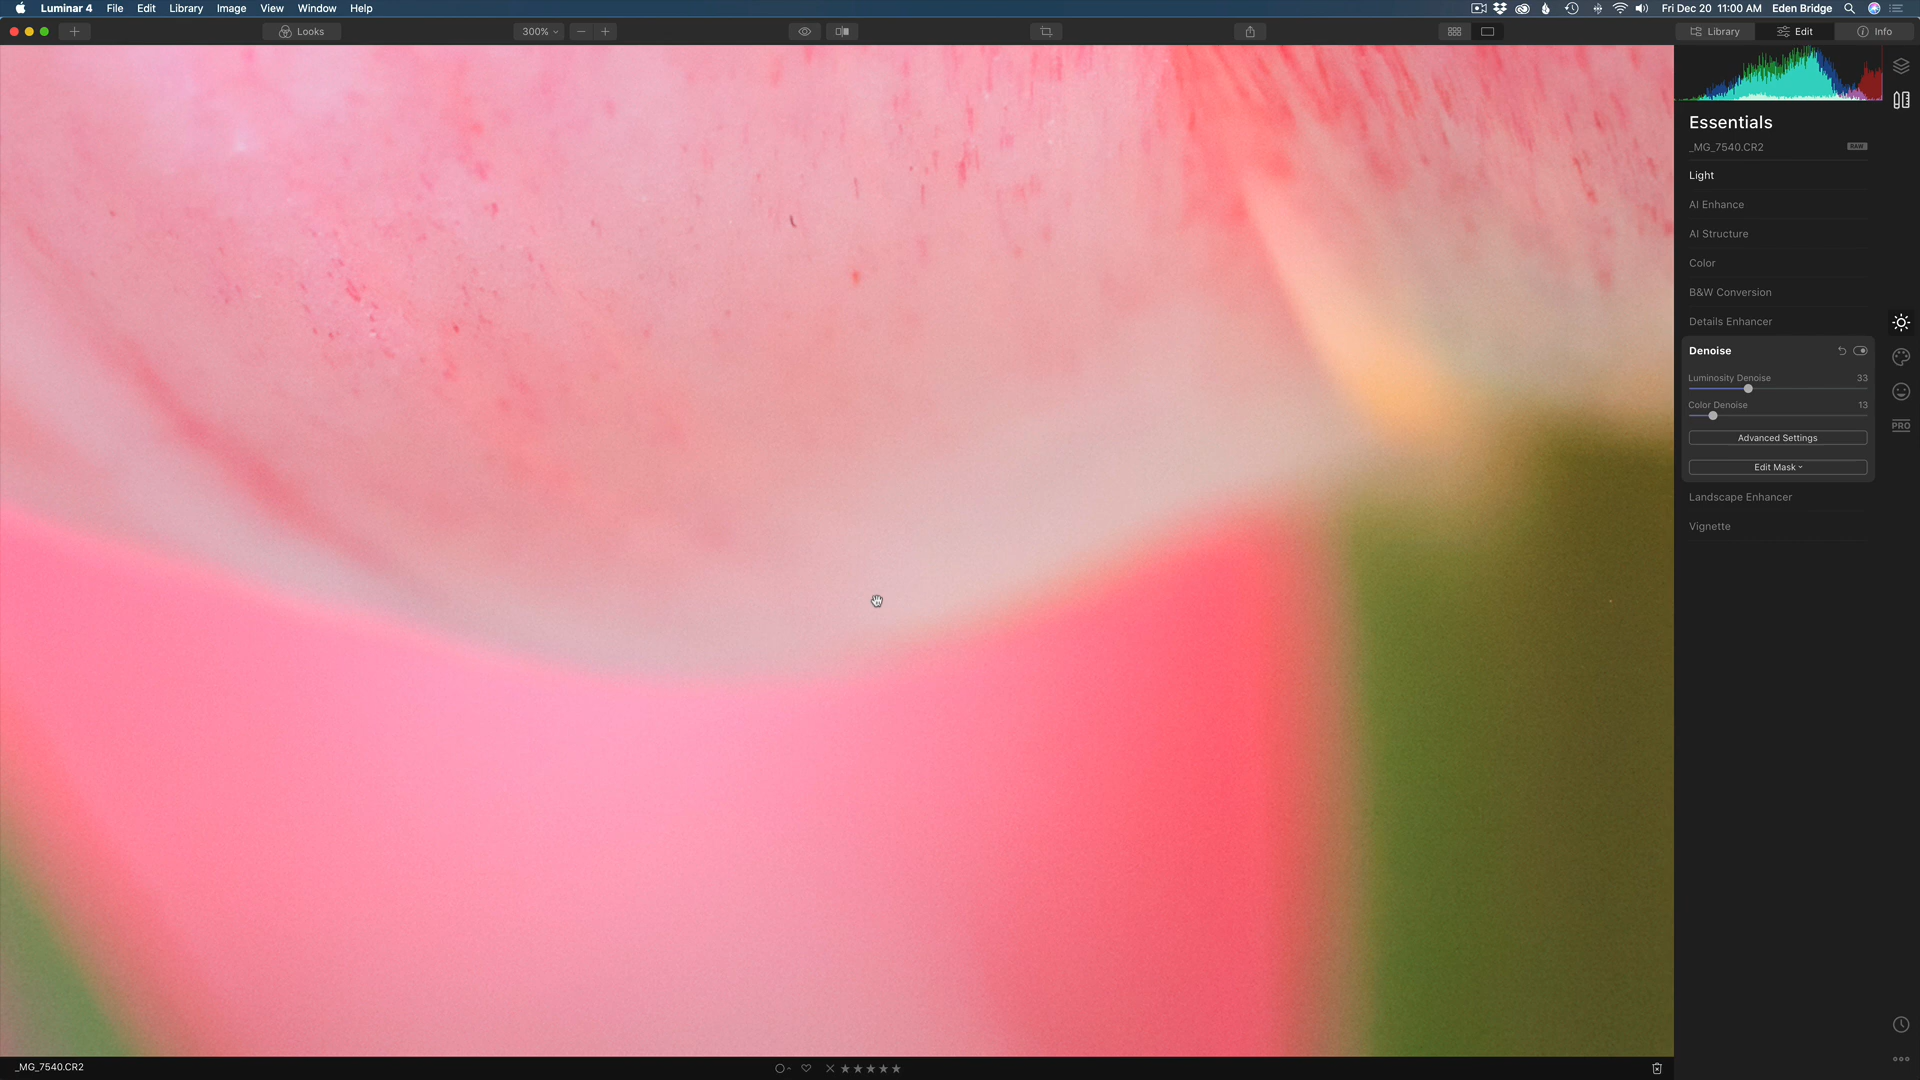 Luminar 4 File Edit Library Image View Window Help Fri Dec 20 11:00 AM Eden Bridge
Looks 300% Library Edit Info
Essentials
_MG_7540.CR2 RAW
Light
AI Enhance
AI Structure
Color
B&W Conversion
Details Enhancer
Denoise
Luminosity Denoise 33
Color Denoise 13
Advanced Settings
Edit Mask
PRO
Landscape Enhancer
Vignette
_MG_7540.CR2